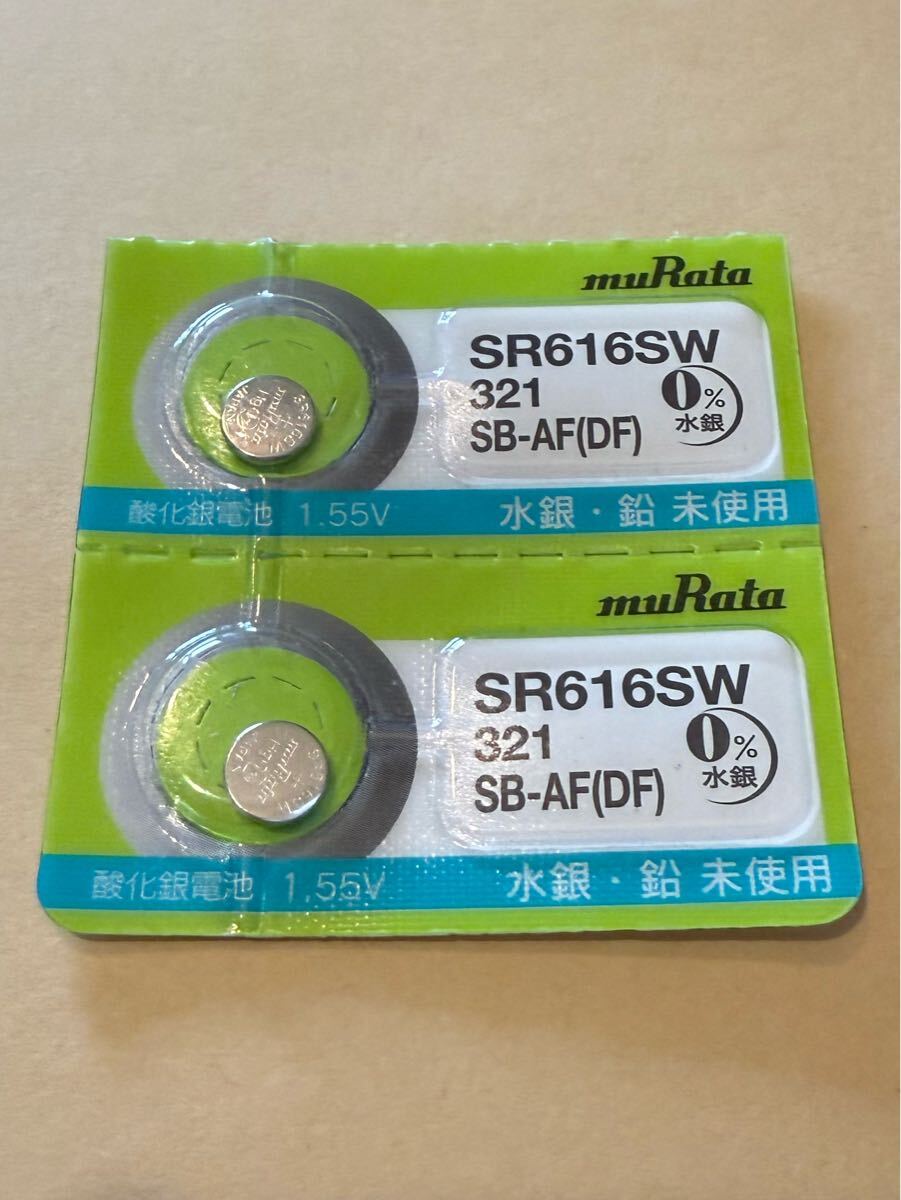 muRata
SR616SW
321
0%
水銀
SB-AF(DF)
酸化銀電池 1.55V 水銀・鉛 未使用
muRata
SR616SW
321
0%
水銀
SB-AF(DF)
酸化銀電池 1.55V 水銀・鉛 未使用